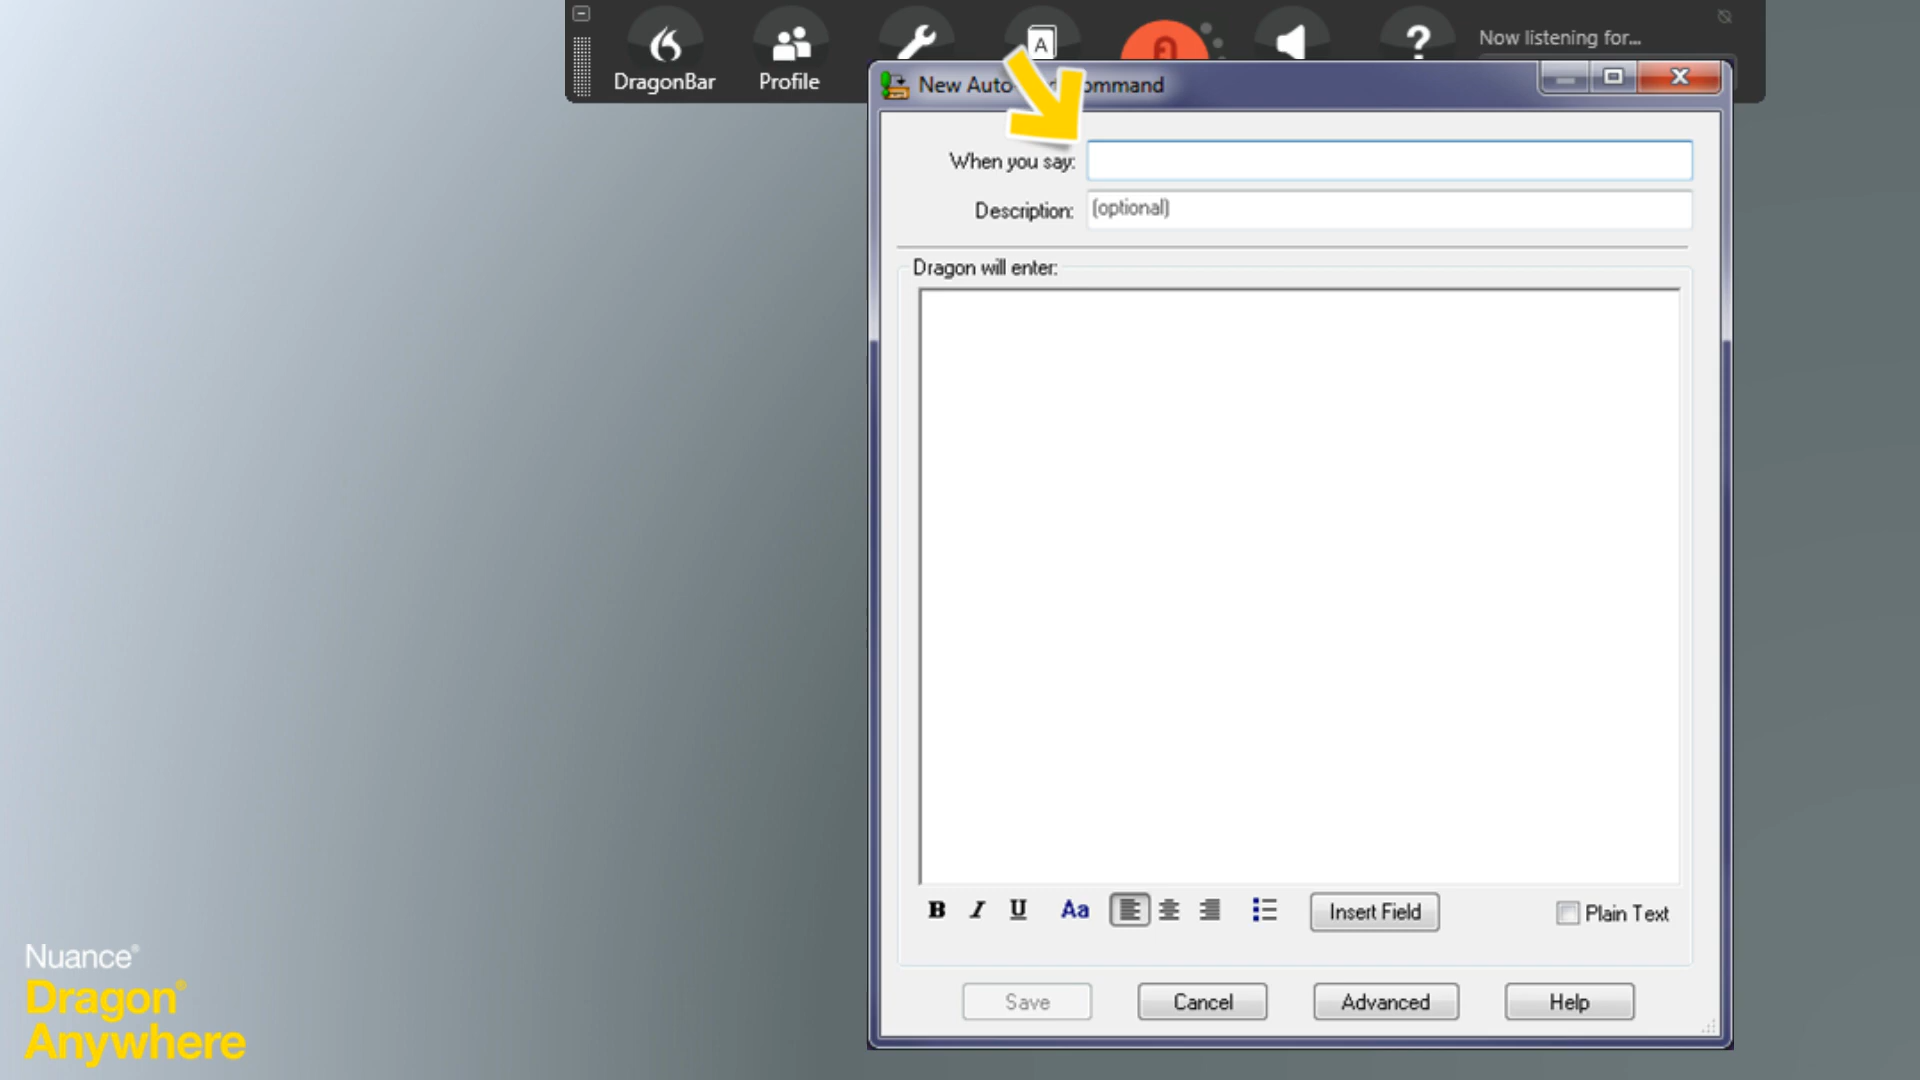 DragonBar
Profile
A
?
Now listening for...
New Auto ommand
When you say:
Description: (optional)
Dragon will enter:
B I U Aa Insert Field Plain Text
Save Cancel Advanced Help
Nuance®
Dragon®
Anywhere